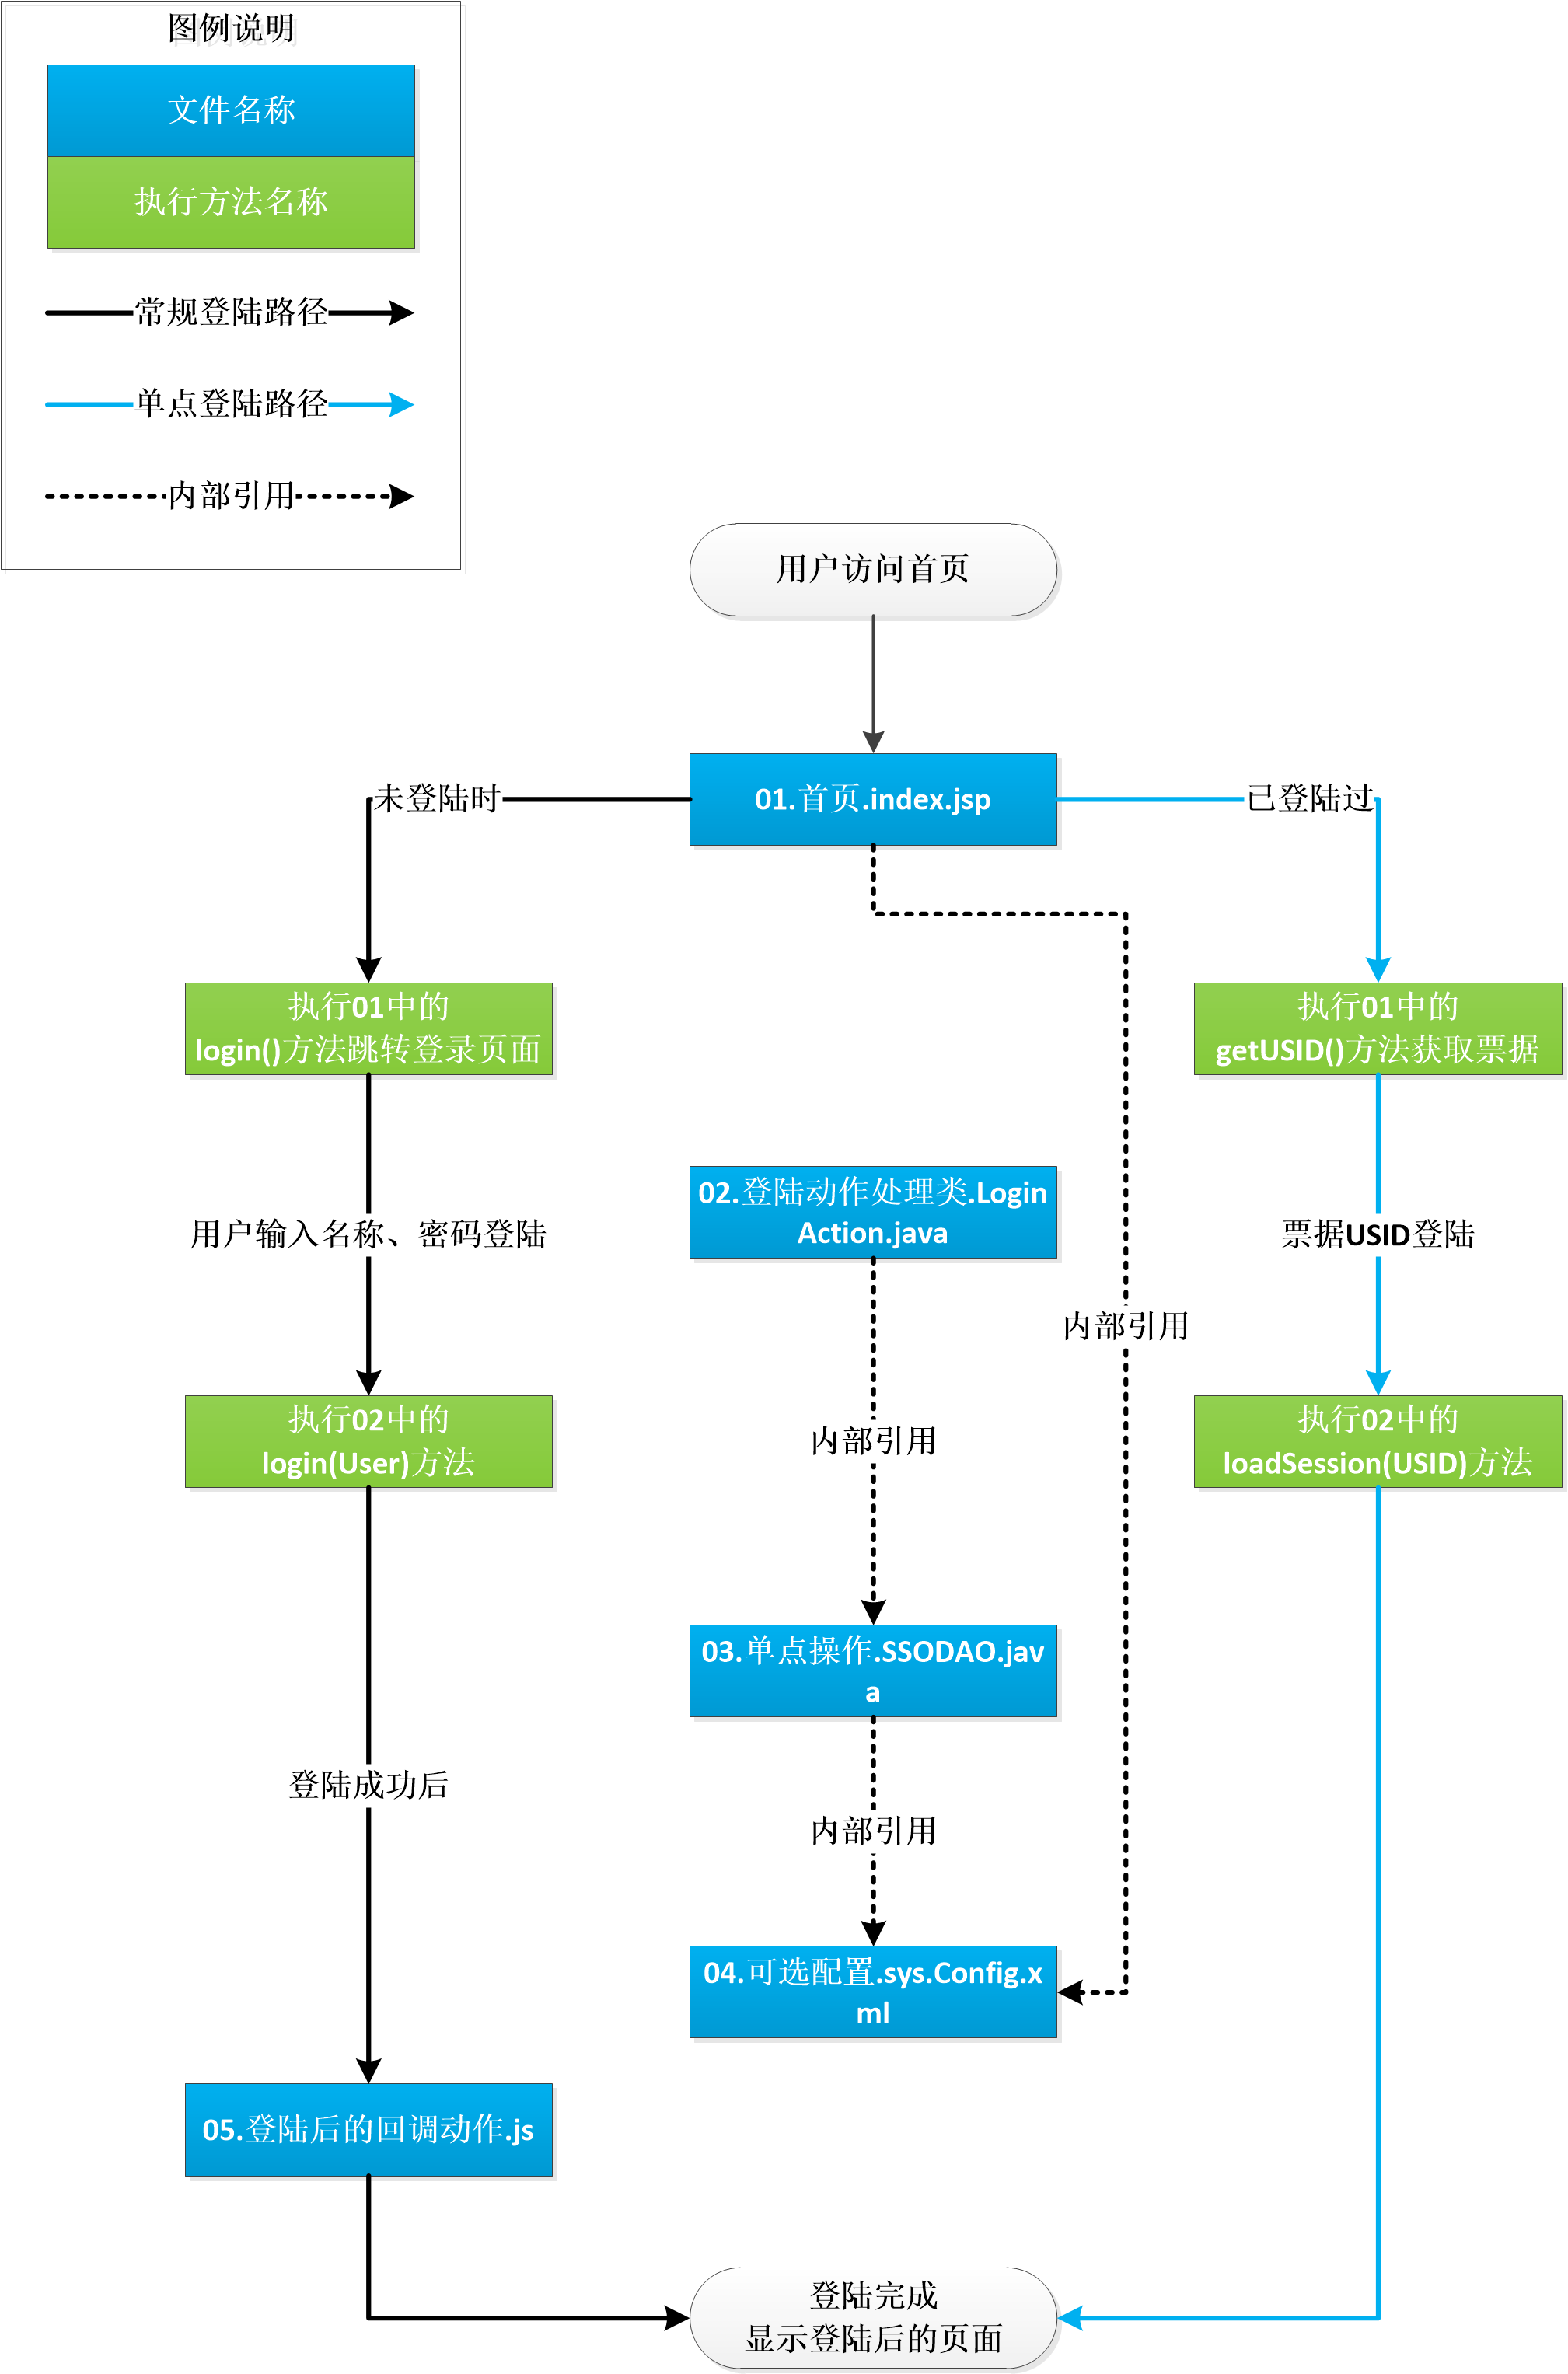 图例说明
文件名称
执行方法名称
常规登陆路径
单点登陆路径
内部引用
用户访问首页
未登陆时
01.首页.index.jsp
已登陆过
执行01中的
login()方法跳转登录页面
执行01中的
getUSID()方法获取票据
02.登陆动作处理类.Login
Action.java
用户输入名称、密码登陆
票据USID登陆
内部引用
执行02中的
login(User)方法
内部引用
执行02中的
loadSession(USID)方法
03.单点操作.SSODAO.jav
a
登陆成功后
内部引用
04.可选配置.sys.Config.x
ml
05.登陆后的回调动作.js
登陆完成
显示登陆后的页面